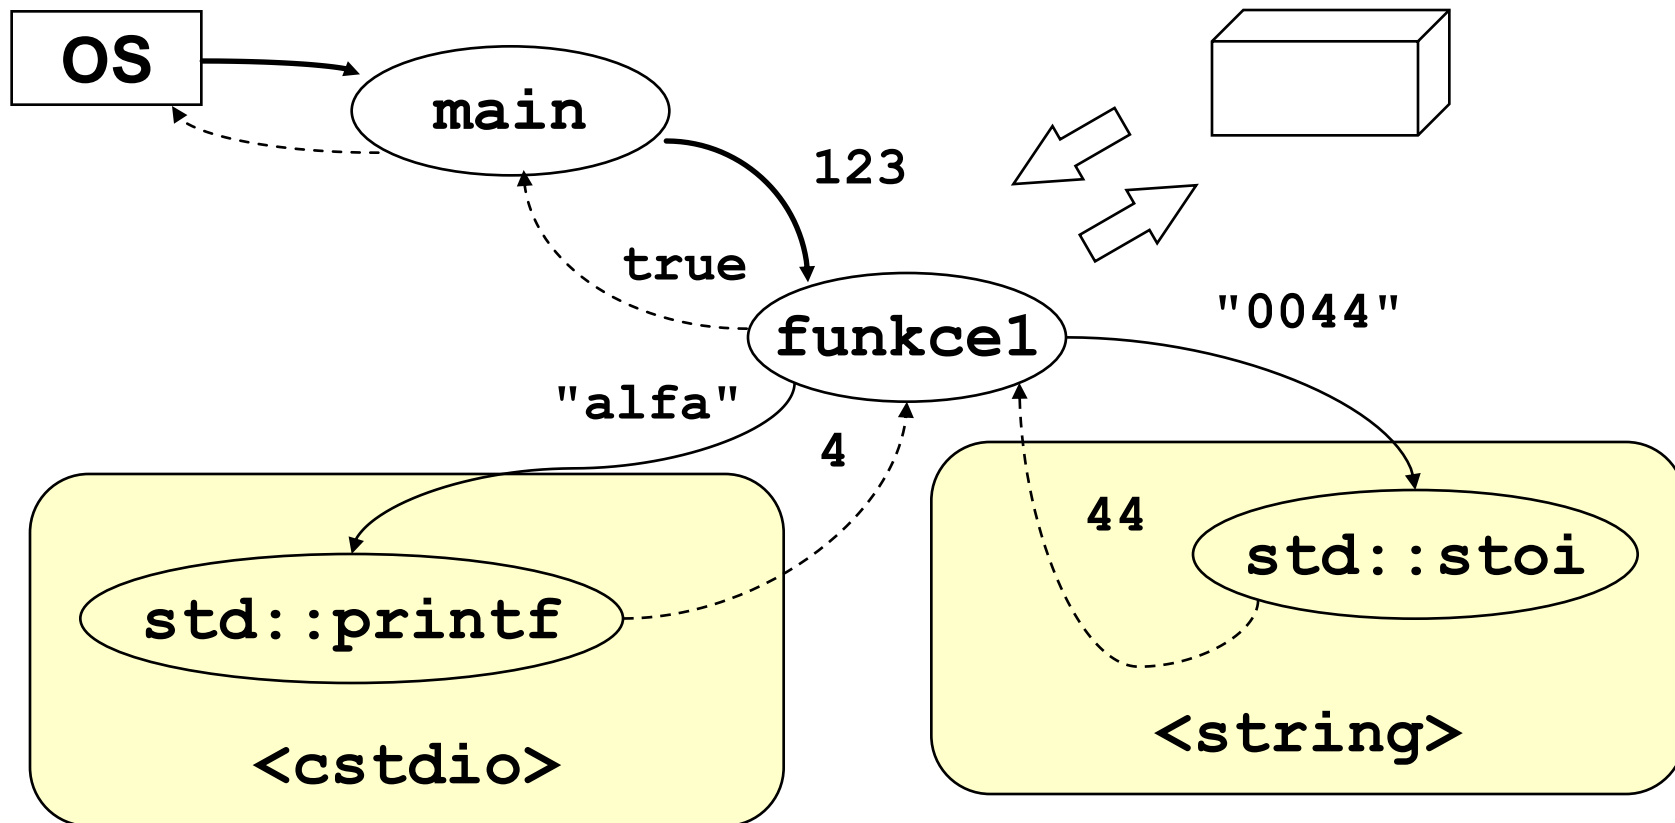 OS
main
123
true
funkce1
"0044"
"alfa"
4
44
std::stoi
std::printf
<string>
<cstdio>